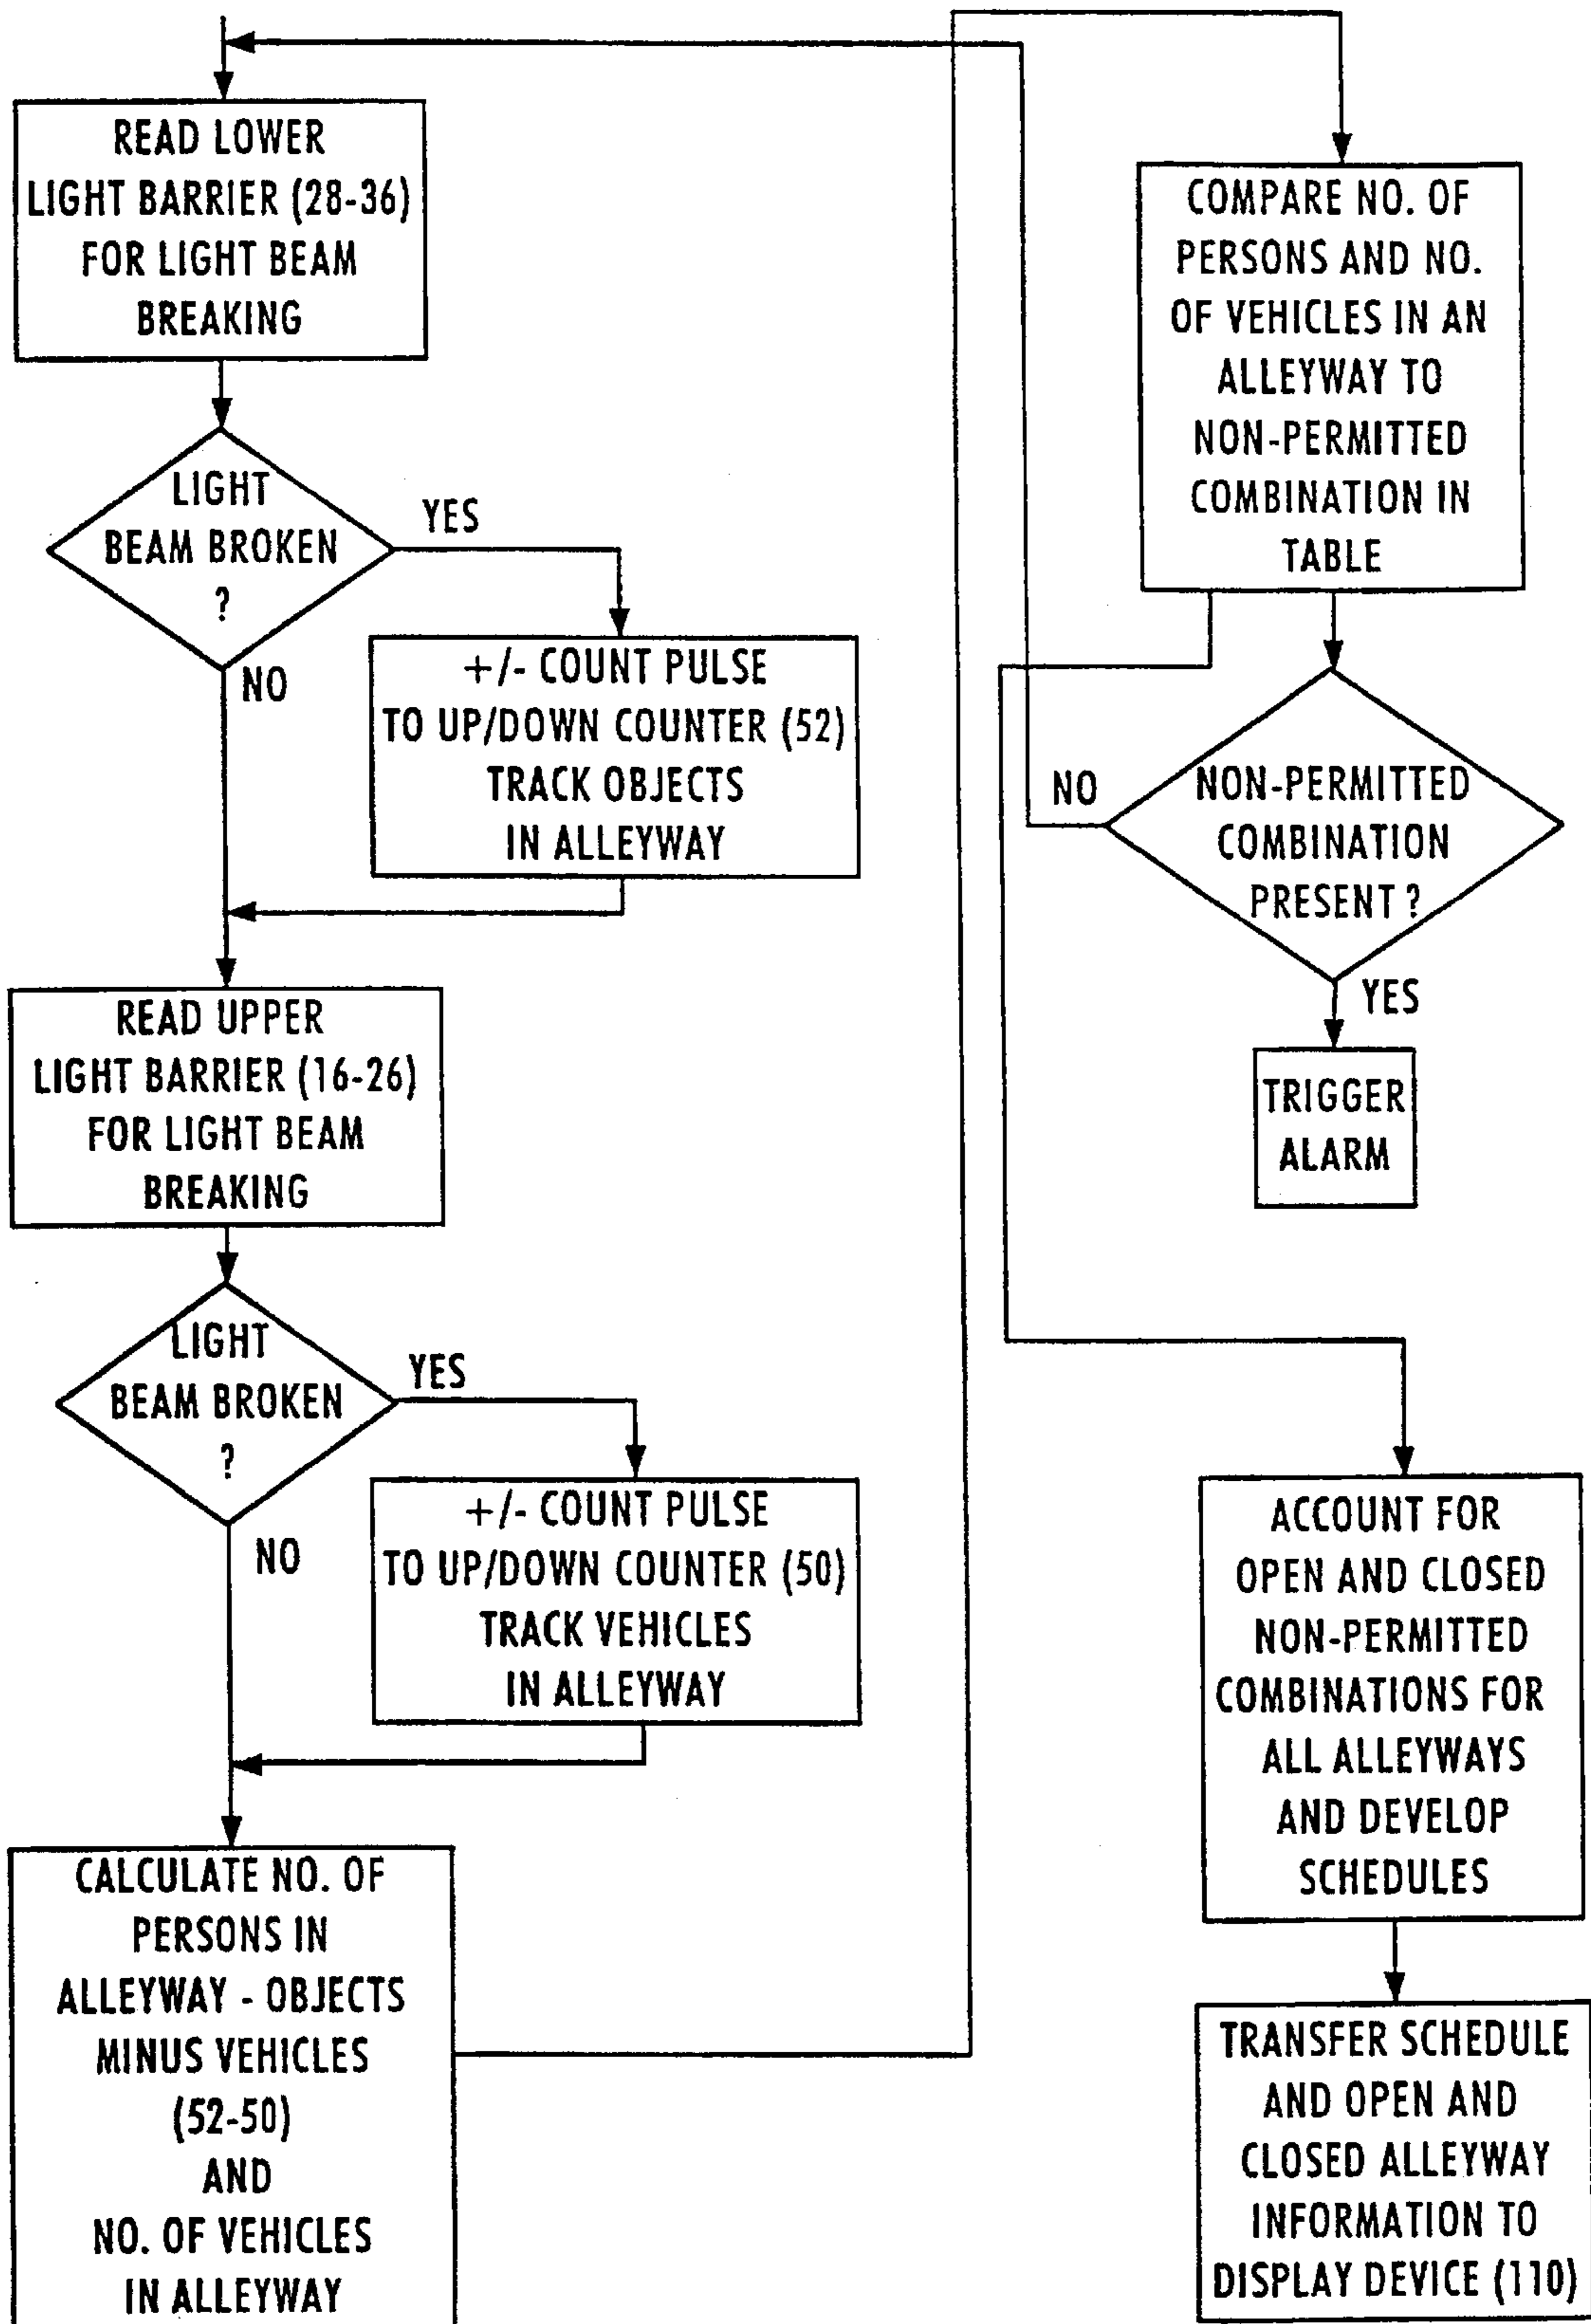 READ LOWER
LIGHT BARRIER (28-36)
FOR LIGHT BEAM
BREAKING
LIGHT
BEAM BROKEN
?
YES
NO
+/- COUNT PULSE
TO UP/DOWN COUNTER (52)
TRACK OBJECTS
IN ALLEYWAY
READ UPPER
LIGHT BARRIER (16-26)
FOR LIGHT BEAM
BREAKING
LIGHT
BEAM BROKEN
?
YES
NO
+/- COUNT PULSE
TO UP/DOWN COUNTER (50)
TRACK VEHICLES
IN ALLEYWAY
CALCULATE NO. OF
PERSONS IN
ALLEYWAY - OBJECTS
MINUS VEHICLES
(52-50)
AND
NO. OF VEHICLES
IN ALLEYWAY
COMPARE NO. OF
PERSONS AND NO.
OF VEHICLES IN AN
ALLEYWAY TO
NON-PERMITTED
COMBINATION IN
TABLE
NO
NON-PERMITTED
COMBINATION
PRESENT ?
YES
TRIGGER
ALARM
ACCOUNT FOR
OPEN AND CLOSED
NON-PERMITTED
COMBINATIONS FOR
ALL ALLEYWAYS
AND DEVELOP
SCHEDULES
TRANSFER SCHEDULE
AND OPEN AND
CLOSED ALLEYWAY
INFORMATION TO
DISPLAY DEVICE (110)